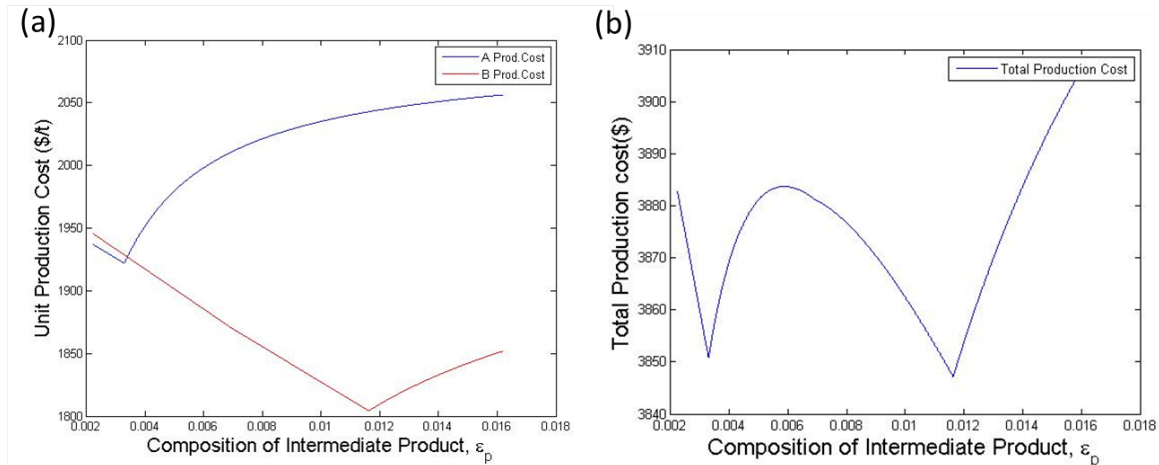 (a)
2100
2050
2000
1950
1900
1850
1800
Unit Production Cost ($/t)
A Prod.Cost
B Prod.Cost
0.002 0.004 0.006 0.008 0.01 0.012 0.014 0.016 0.018
Composition of Intermediate Product, εp
(b)
3910
3900
3890
3880
3870
3860
3850
3840
Total Production cost($)
Total Production Cost
0.002 0.004 0.006 0.008 0.01 0.012 0.014 0.016 0.018
Composition of Intermediate Product, εp